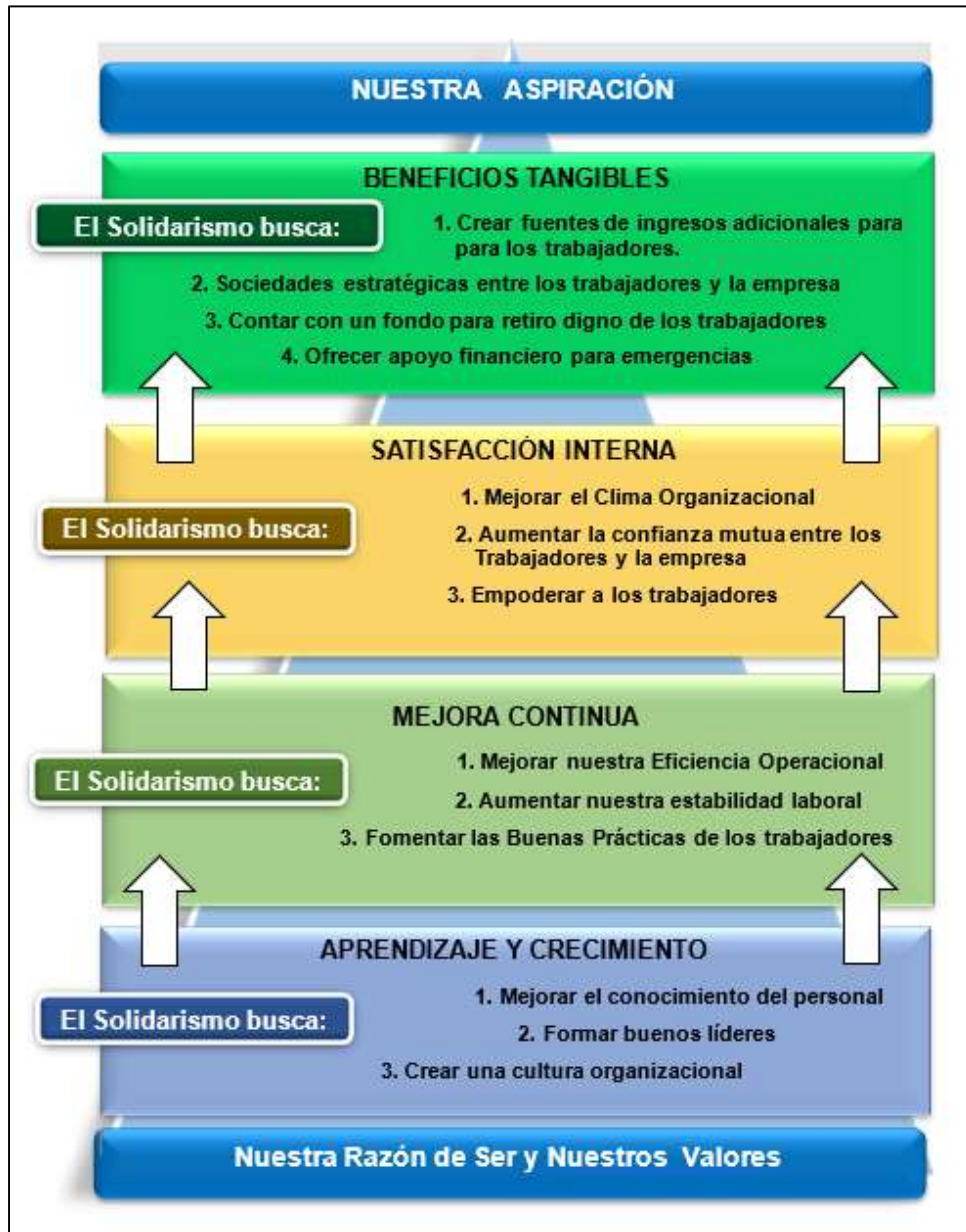 NUESTRA ASPIRACIÓN
BENEFICIOS TANGIBLES
El Solidarismo busca:
1. Crear fuentes de ingresos adicionales para
para los trabajadores.
2. Sociedades estratégicas entre los trabajadores y la empresa
3. Contar con un fondo para retiro digno de los trabajadores
4. Ofrecer apoyo financiero para emergencias
SATISFACCIÓN INTERNA
El Solidarismo busca:
1. Mejorar el Clima Organizacional
2. Aumentar la confianza mutua entre los
Trabajadores y la empresa
3. Empoderar a los trabajadores
MEJORA CONTINUA
El Solidarismo busca:
1. Mejorar nuestra Eficiencia Operacional
2. Aumentar nuestra estabilidad laboral
3. Fomentar las Buenas Prácticas de los trabajadores
APRENDIZAJE Y CRECIMIENTO
El Solidarismo busca:
1. Mejorar el conocimiento del personal
2. Formar buenos líderes
3. Crear una cultura organizacional
Nuestra Razón de Ser y Nuestros Valores